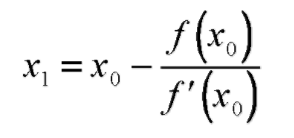 x₁ = x₀ − f(x₀) / f′(x₀)